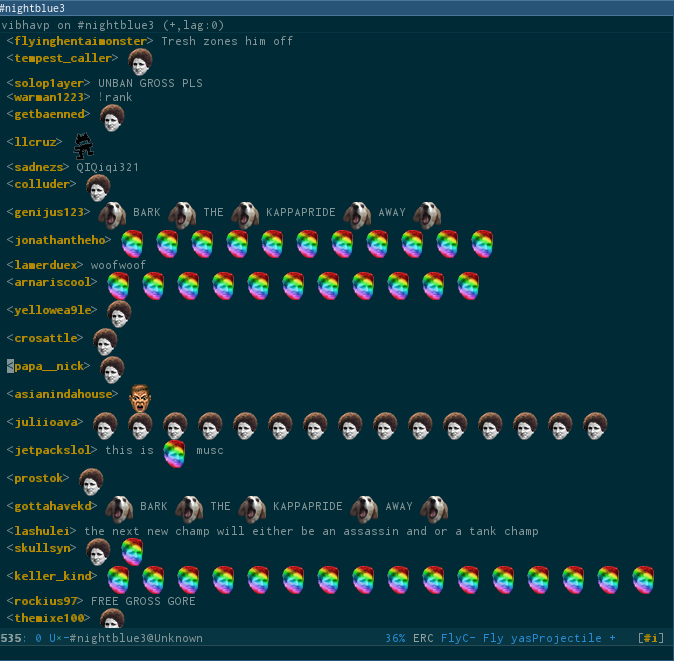 #nightblue3
vibhavp on #nightblue3 (+,lag:0)
<flyinghentaimonster> Tresh zones him off
<tempest_caller>
<solop1ayer> UNBAN GROSS PLS
<warman1223> !rank
<getbaenned>
<llcruz>
<sadnezs> QIQiqi321
<colluder>
<genijus123> BARK THE KAPPAPRIDE AWAY
<jonathantheho>
<lamerduex> woofwoof
<arnariscool>
<yellowea9le>
<crosattle>
<papa__nick>
<asianindahouse>
<juliioava>
<jetpackslol> this is musc
<prostok>
<gottahavekd> BARK THE KAPPAPRIDE AWAY
<lashulei> the next new champ will either be an assassin and or a tank champ
<skullsyn>
<keller_kind>
<rockius97> FREE GROSS GORE
<themixe100>
535: 0 U×--#nightblue3@Unknown 36% ERC FlyC- Fly yasProjectile + [#i]